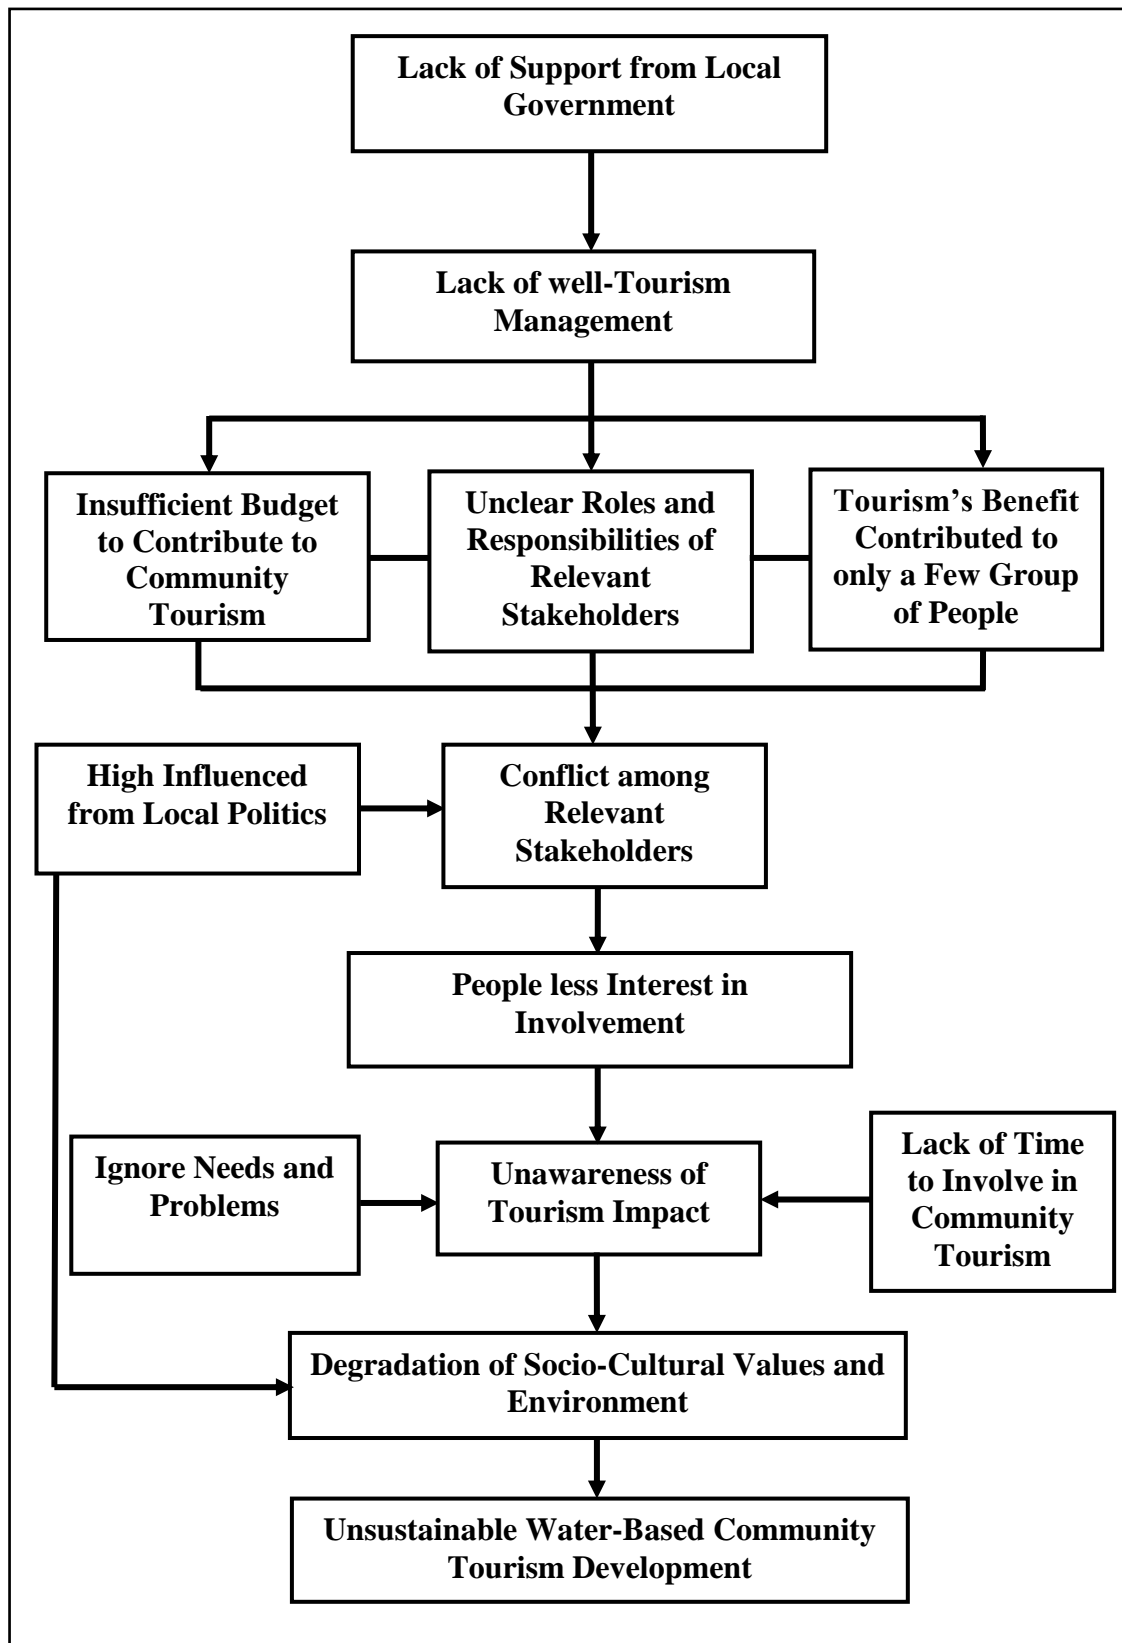 Lack of Support from Local
Government
Lack of well-Tourism
Management
Insufficient Budget
to Contribute to
Community
Tourism
Unclear Roles and
Responsibilities of
Relevant
Stakeholders
Tourism’s Benefit
Contributed to
only a Few Group
of People
High Influenced
from Local Politics
Conflict among
Relevant
Stakeholders
People less Interest in
Involvement
Ignore Needs and
Problems
Unawareness of
Tourism Impact
Lack of Time
to Involve in
Community
Tourism
Degradation of Socio-Cultural Values and
Environment
Unsustainable Water-Based Community
Tourism Development